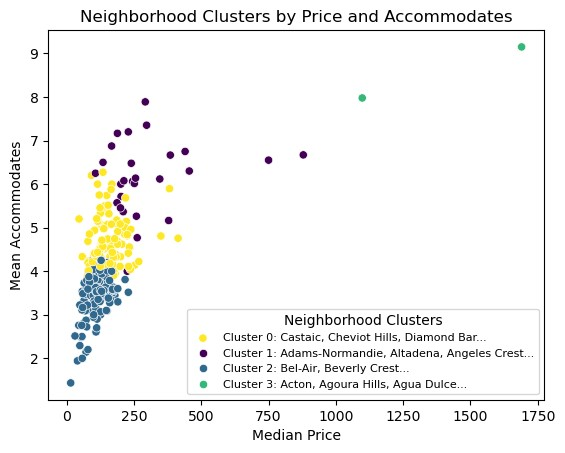 Neighborhood Clusters by Price and Accommodates
Mean Accommodates
9
8
7
6
5
4
3
2
Neighborhood Clusters
Cluster 0: Castaic, Cheviot Hills, Diamond Bar...
Cluster 1: Adams-Normandie, Altadena, Angeles Crest...
Cluster 2: Bel-Air, Beverly Crest...
Cluster 3: Acton, Agoura Hills, Agua Dulce...
0 250 500 750 1000 1250 1500 1750
Median Price